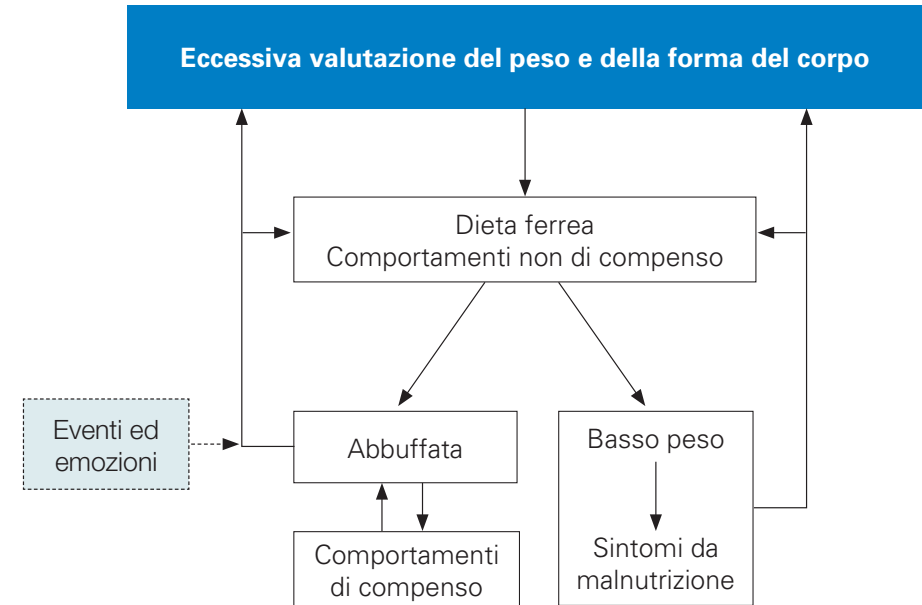 Eccessiva valutazione del peso e della forma del corpo
Dieta ferrea
Comportamenti non di compenso
Eventi ed
emozioni
Abbuffata
Basso peso
Sintomi da
malnutrizione
Comportamenti
di compenso